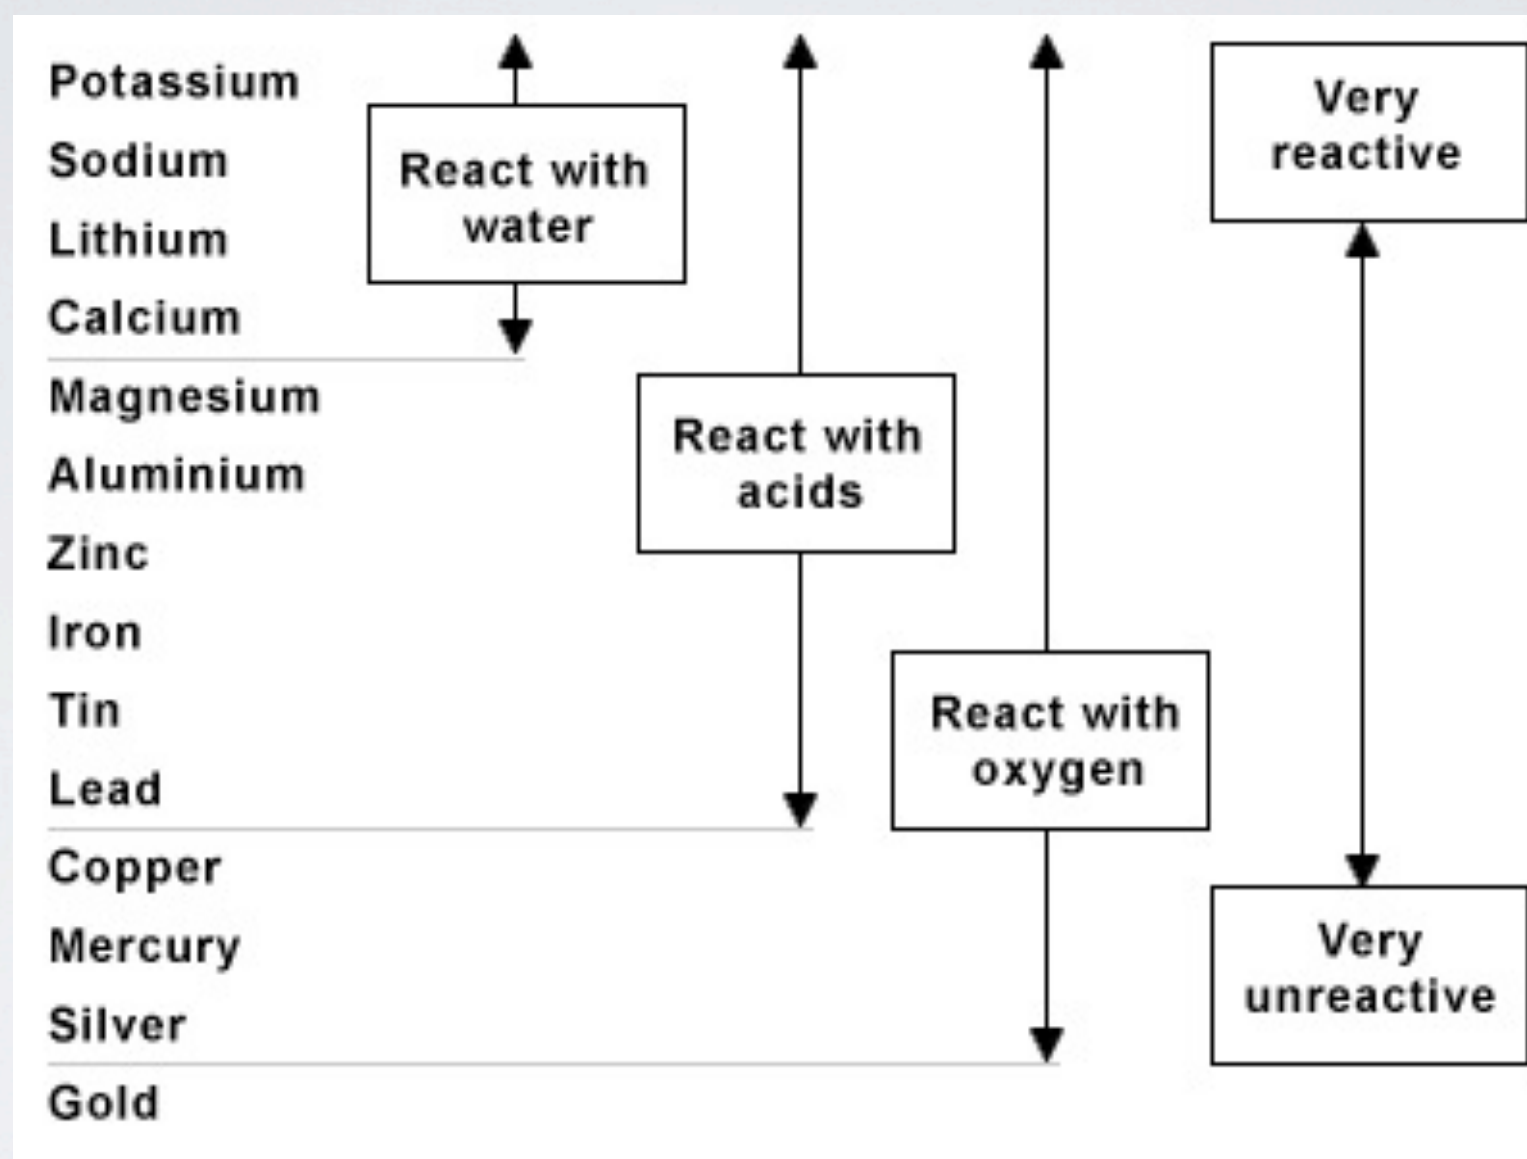 Potassium
Sodium
Lithium
Calcium
Magnesium
Aluminium
Zinc
Iron
Tin
Lead
Copper
Mercury
Silver
Gold
React with
water
React with
acids
React with
oxygen
Very
reactive
Very
unreactive